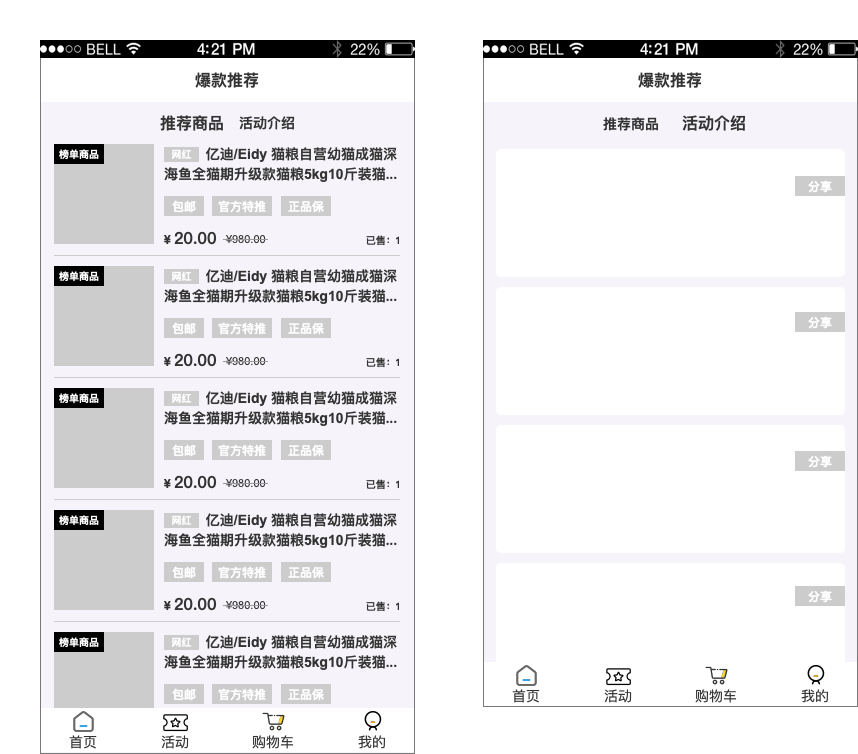 BELL 4:21 PM 22%
爆款推荐
推荐商品 活动介绍
榜单商品
网红 亿迪/Eidy 猫粮自营幼猫成猫深
海鱼全猫期升级款猫粮5kg10斤装猫...
包邮 官方特推 正品保
¥ 20.00 ¥980.00 已售: 1
榜单商品
网红 亿迪/Eidy 猫粮自营幼猫成猫深
海鱼全猫期升级款猫粮5kg10斤装猫...
包邮 官方特推 正品保
¥ 20.00 ¥980.00 已售: 1
榜单商品
网红 亿迪/Eidy 猫粮自营幼猫成猫深
海鱼全猫期升级款猫粮5kg10斤装猫...
包邮 官方特推 正品保
¥ 20.00 ¥980.00 已售: 1
榜单商品
网红 亿迪/Eidy 猫粮自营幼猫成猫深
海鱼全猫期升级款猫粮5kg10斤装猫...
包邮 官方特推 正品保
¥ 20.00 ¥980.00 已售: 1
榜单商品
网红 亿迪/Eidy 猫粮自营幼猫成猫深
海鱼全猫期升级款猫粮5kg10斤装猫...
包邮 官方特推 正品保
首页 活动 购物车 我的
BELL 4:21 PM 22%
爆款推荐
推荐商品 活动介绍
分享
分享
分享
分享
首页 活动 购物车 我的